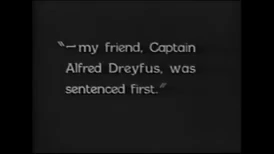 "—my friend, Captain
Alfred Dreyfus, was
sentenced first."